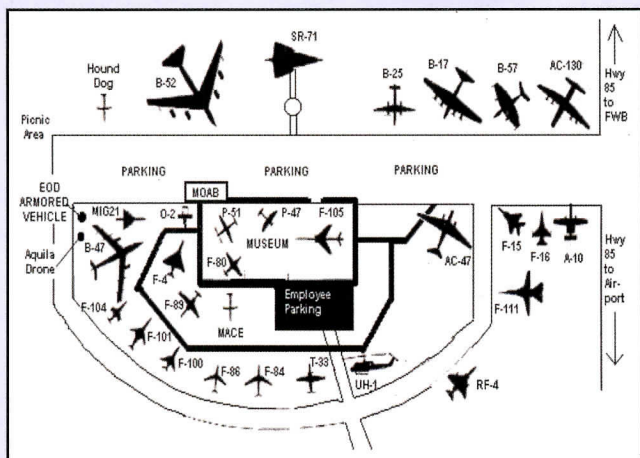 SR-71
Hound
Dog
B-52
B-25
B-17
B-57
AC-130
Hwy
85
to
FWB
Picnic
Area
PARKING
PARKING
PARKING
EOD
ARMORED
VEHICLE
MOAB
MIG21
O-2
P-51
P-47
F-105
MUSEUM
Aquila
Drone
B-47
F-4
F-80
AC-47
F-15
F-16
A-10
Hwy
85
to
Air-
port
F-111
F-104
F-89
MACE
Employee
Parking
F-101
F-100
F-86
F-84
T-33
UH-1
RF-4